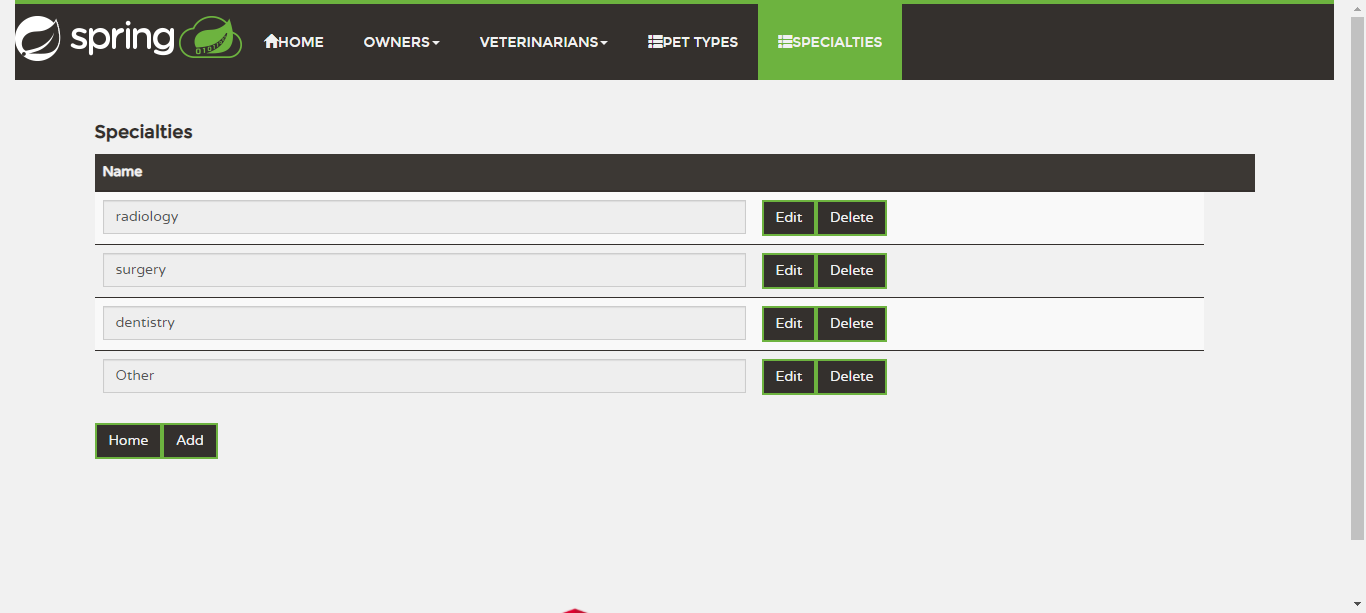 spring HOME OWNERS VETERINARIANS PET TYPES SPECIALTIES
Specialties
Name
radiology Edit Delete
surgery Edit Delete
dentistry Edit Delete
Other Edit Delete
Home Add